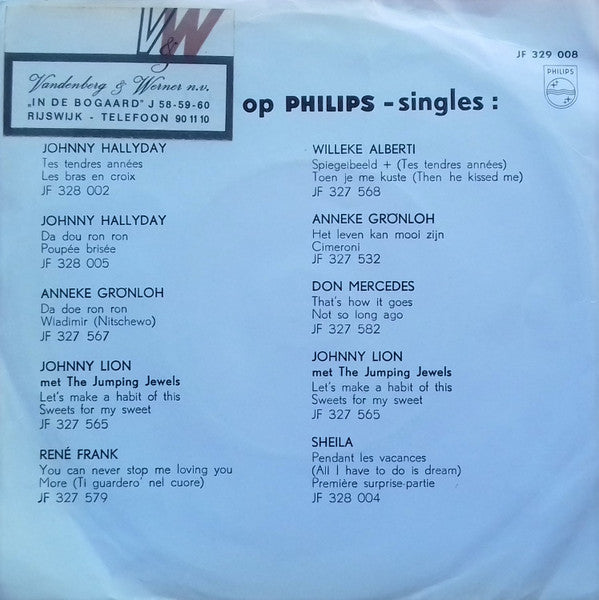 V&W
Vandenberg & Werner n.v.
„IN DE BOGAARD" J 58-59-60
RIJSWIJK - TELEFOON 90 11 10
JF 329 008
PHILIPS
op PHILIPS - singles :
JOHNNY HALLYDAY
Tes tendres années
Les bras en croix
JF 328 002
JOHNNY HALLYDAY
Da dou ron ron
Poupée brisée
JF 328 005
ANNEKE GRÖNLOH
Da doe ron ron
Wladimir (Nitschewo)
JF 327 567
JOHNNY LION
met The Jumping Jewels
Let's make a habit of this
Sweets for my sweet
JF 327 565
RENÉ FRANK
You can never stop me loving you
More (Ti guardero' nel cuore)
JF 327 579
WILLEKE ALBERTI
Spiegelbeeld + (Tes tendres années)
Toen je me kuste (Then he kissed me)
JF 327 568
ANNEKE GRÖNLOH
Het leven kan mooi zijn
Cimeroni
JF 327 532
DON MERCEDES
That's how it goes
Not so long ago
JF 327 582
JOHNNY LION
met The Jumping Jewels
Let's make a habit of this
Sweets for my sweet
JF 327 565
SHEILA
Pendant les vacances
(All I have to do is dream)
Première surprise-partie
JF 328 004